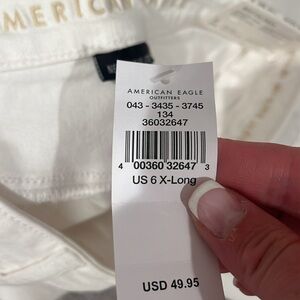 AMERICAN
AMERICAN EAGLE
OUTFITTERS
043 - 3435 - 3745
134
36032647
4 00360 32647 3
US 6 X-Long
USD 49.95